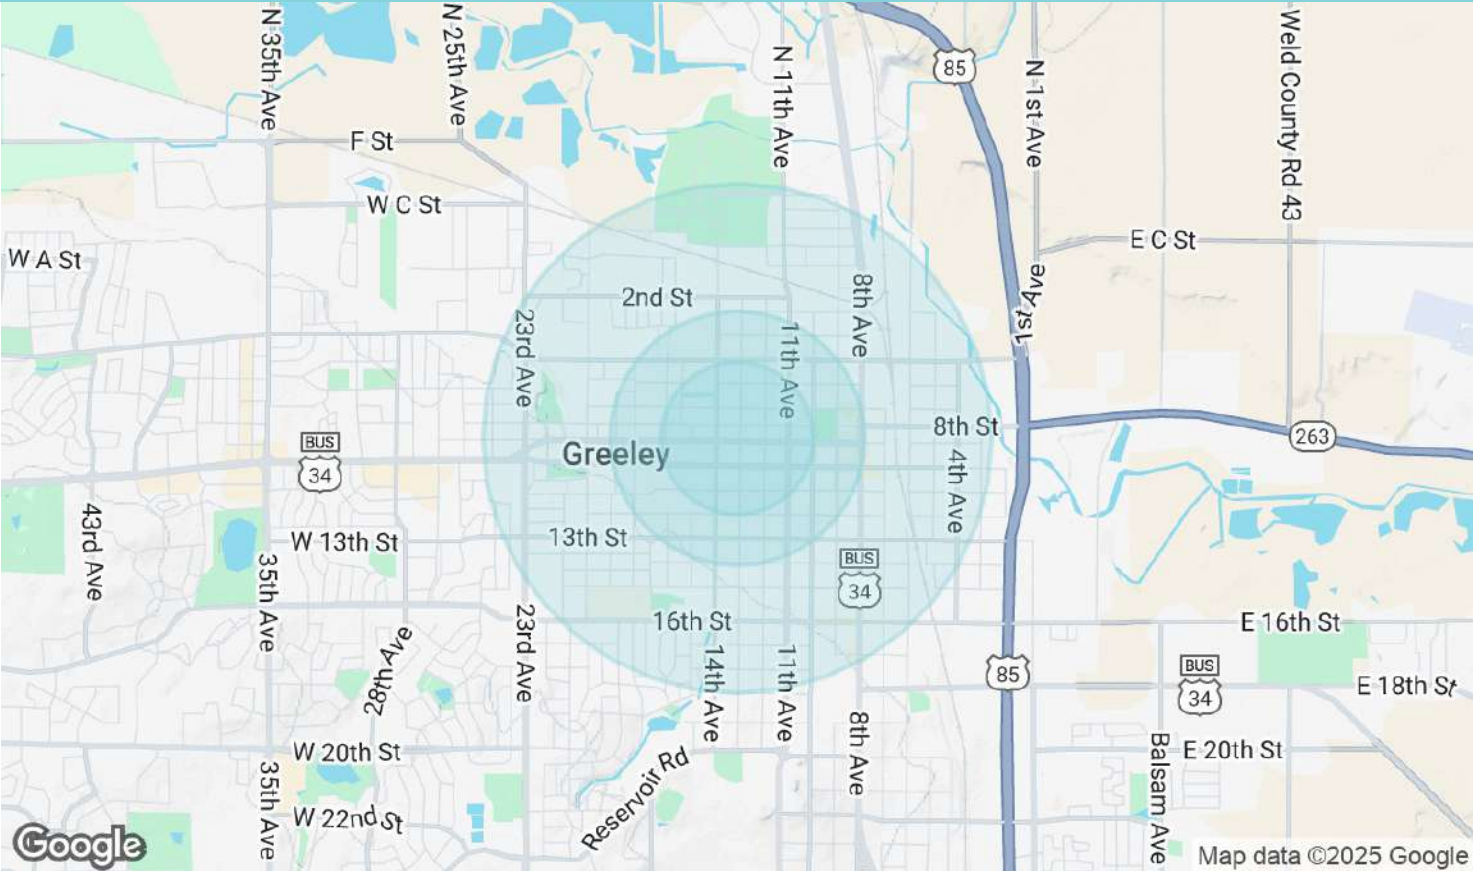 N 35th Ave
N 25th Ave
N 11th Ave
85
N 1st Ave
Weld County Rd 43
F St
W C St
W A St
E C St
2nd St
8th Ave
1st Ave
23rd Ave
11th Ave
8th St
263
BUS
34
Greeley
4th Ave
43rd Ave
W 13th St
13th St
35th Ave
BUS
34
16th St
E 16th St
28th Ave
23rd Ave
14th Ave
11th Ave
85
BUS
34
E 18th St
8th Ave
W 20th St
E 20th St
Balsam Ave
35th Ave
Reservoir Rd
W 22nd St
Google
Map data ©2025 Google